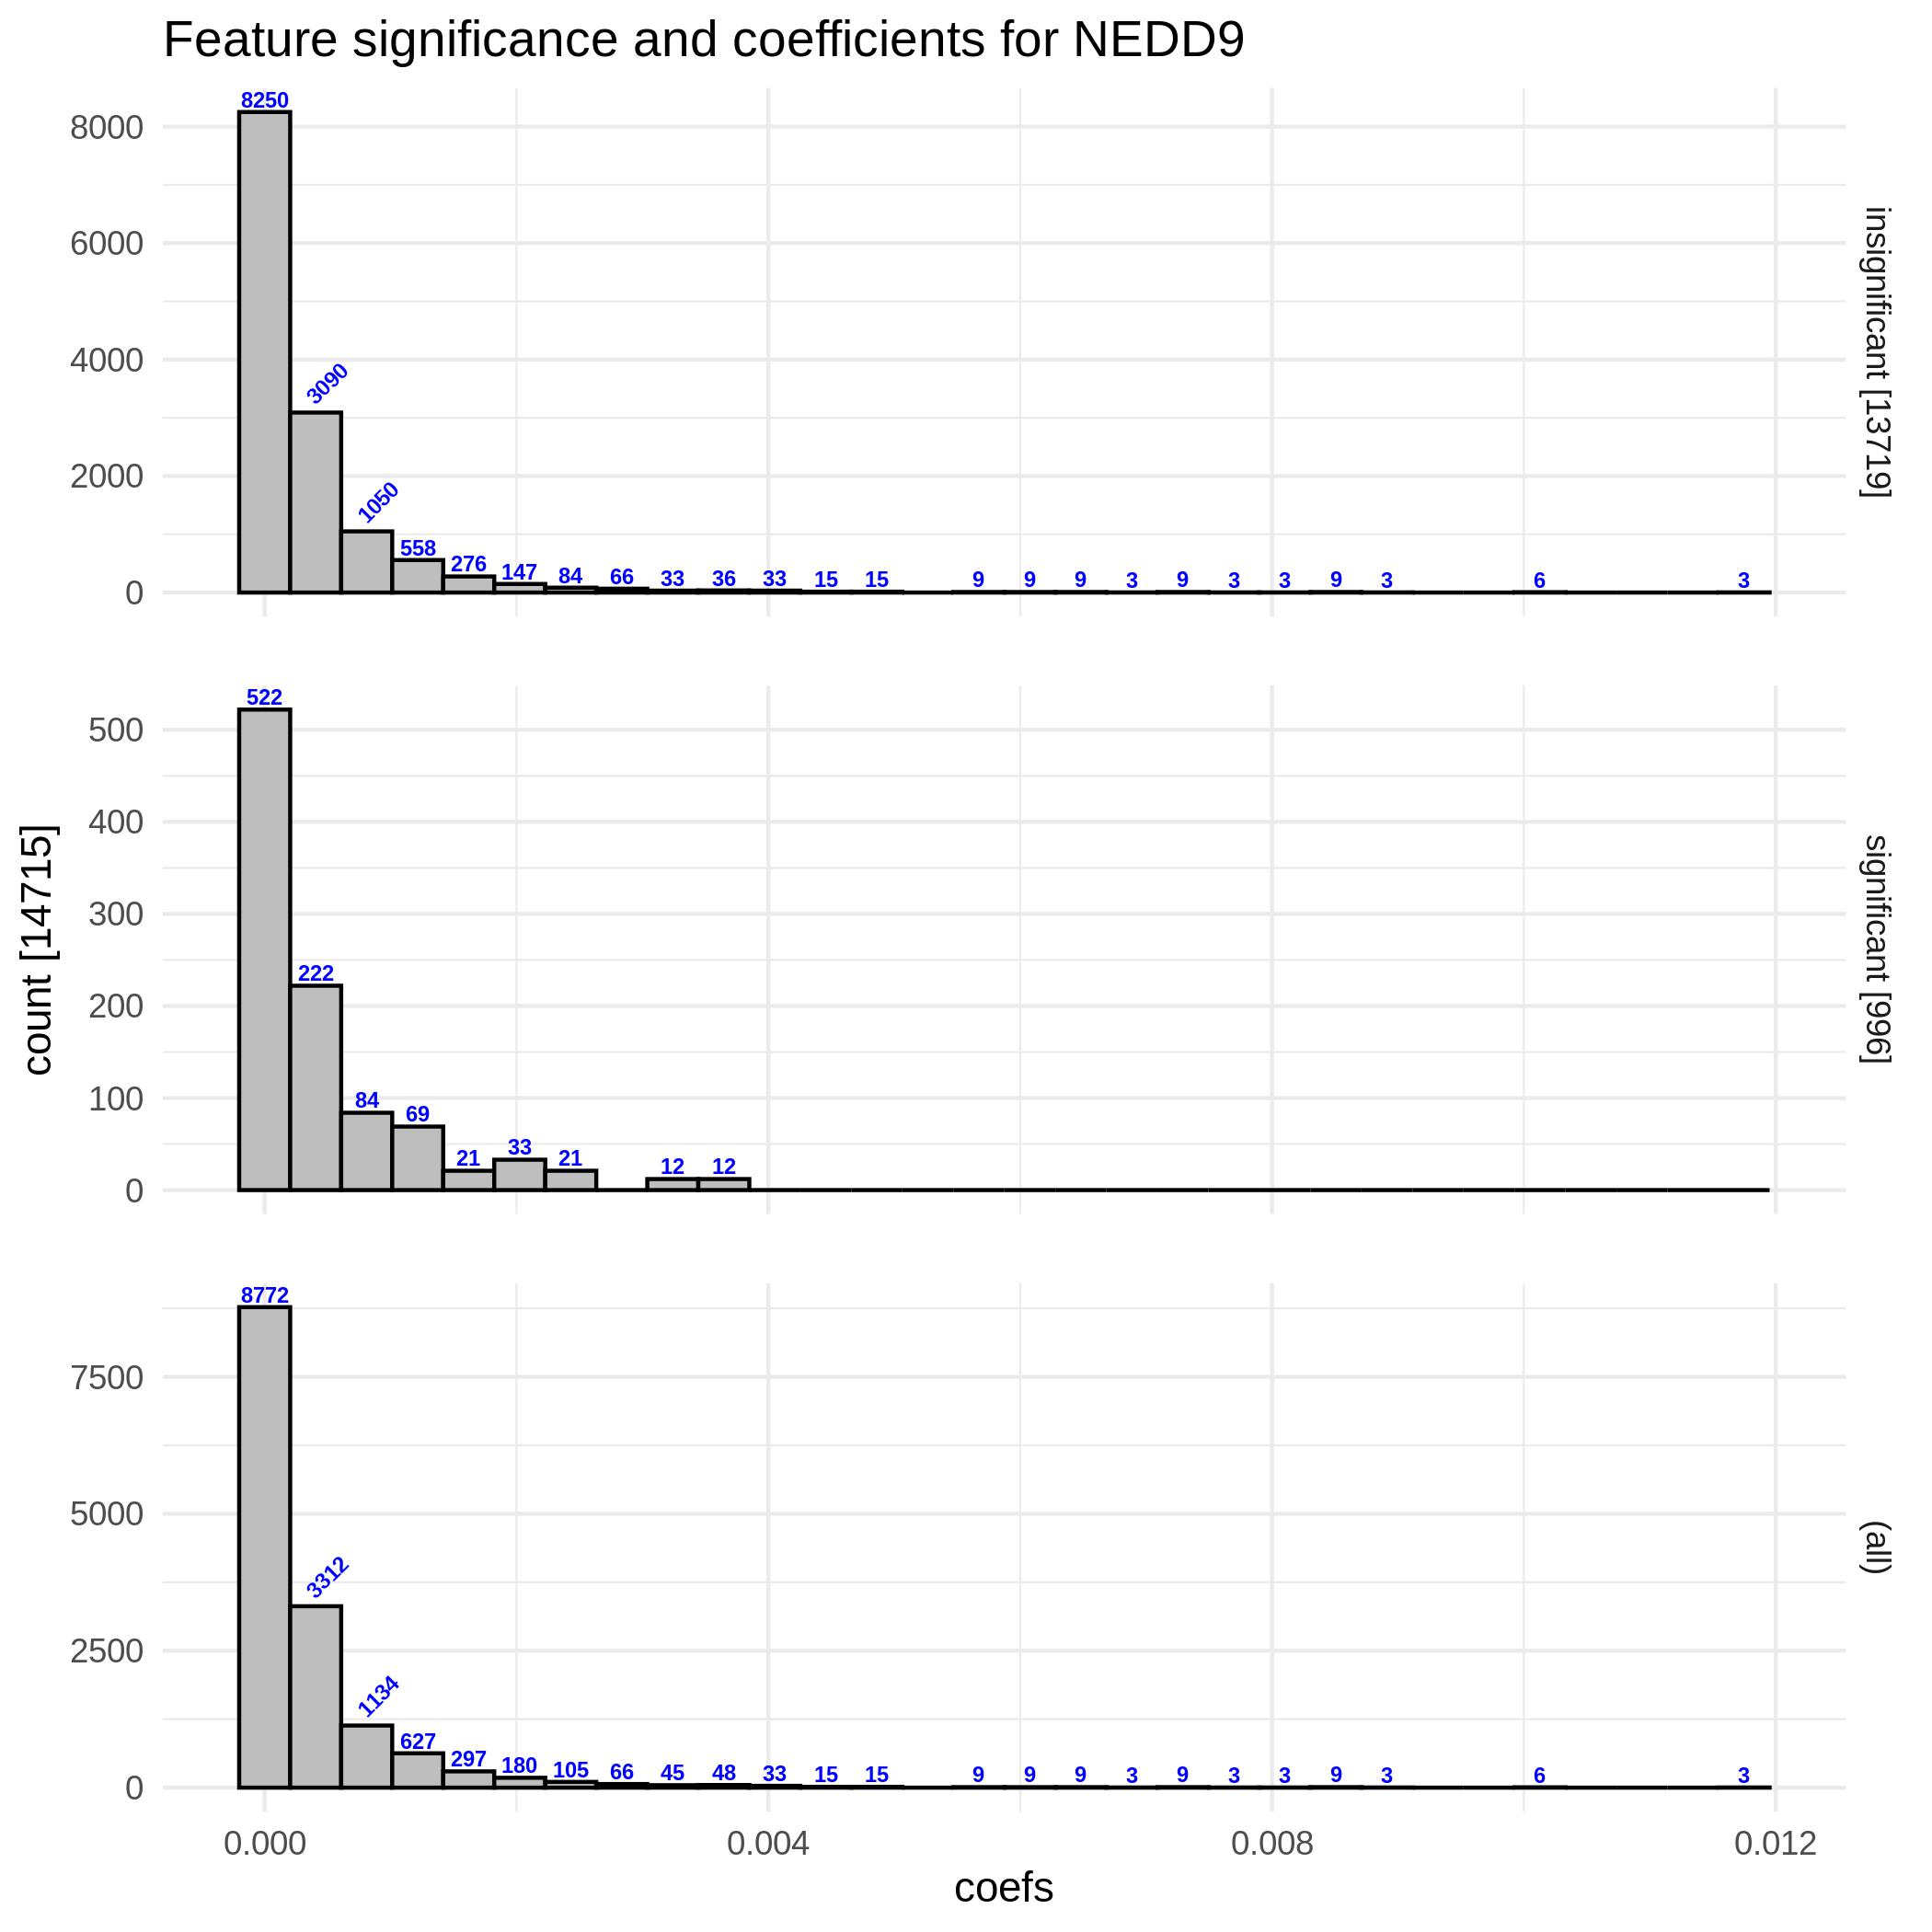 Feature significance and coefficients for NEDD9
count [14715]
8000
6000
4000
2000
0
8250
3090
1050
558 276 147 84 66 33 36 33 15 15 9 9 9 3 9 3 3 9 3 6 3
insignificant [13719]
500
400
300
200
100
0
522
222
84 69 21 33 21 12 12
significant [996]
7500
5000
2500
0
8772
3312
1134
627 297 180 105 66 45 48 33 15 15 9 9 9 3 9 3 3 9 3 6 3
(all)
0.000 0.004 0.008 0.012
coefs